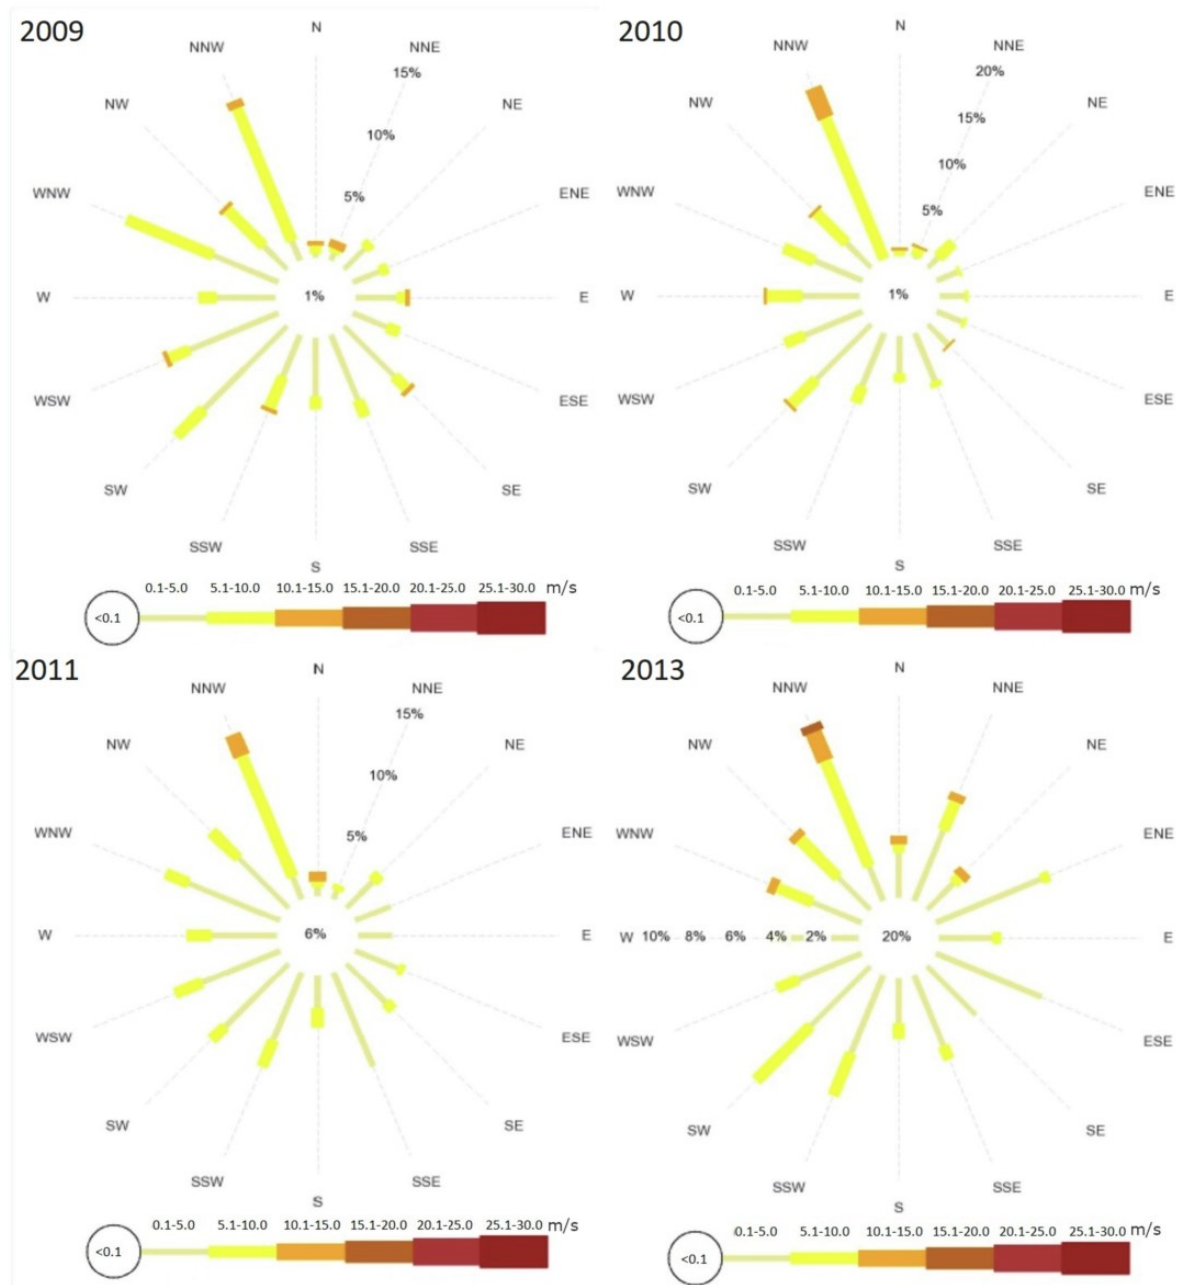 2009
N
NNW
NNE
15%
NW
NE
10%
WNW
5%
ENE
W
1%
E
WSW
ESE
SW
SE
SSW
SSE
S
0.1-5.0 5.1-10.0 10.1-15.0 15.1-20.0 20.1-25.0 25.1-30.0 m/s
<0.1
2010
N
NNW
NNE
20%
NW
NE
15%
10%
WNW
5%
ENE
W
1%
E
WSW
ESE
SW
SE
SSW
SSE
S
0.1-5.0 5.1-10.0 10.1-15.0 15.1-20.0 20.1-25.0 25.1-30.0 m/s
<0.1
2011
N
NNW
NNE
15%
NW
NE
10%
WNW
5%
ENE
W
6%
E
WSW
ESE
SW
SE
SSW
SSE
S
0.1-5.0 5.1-10.0 10.1-15.0 15.1-20.0 20.1-25.0 25.1-30.0 m/s
<0.1
2013
N
NNW
NNE
NW
NE
WNW
ENE
W 10% 8% 6% 4% 2% 20% E
WSW
ESE
SW
SE
SSW
SSE
S
0.1-5.0 5.1-10.0 10.1-15.0 15.1-20.0 20.1-25.0 25.1-30.0 m/s
<0.1